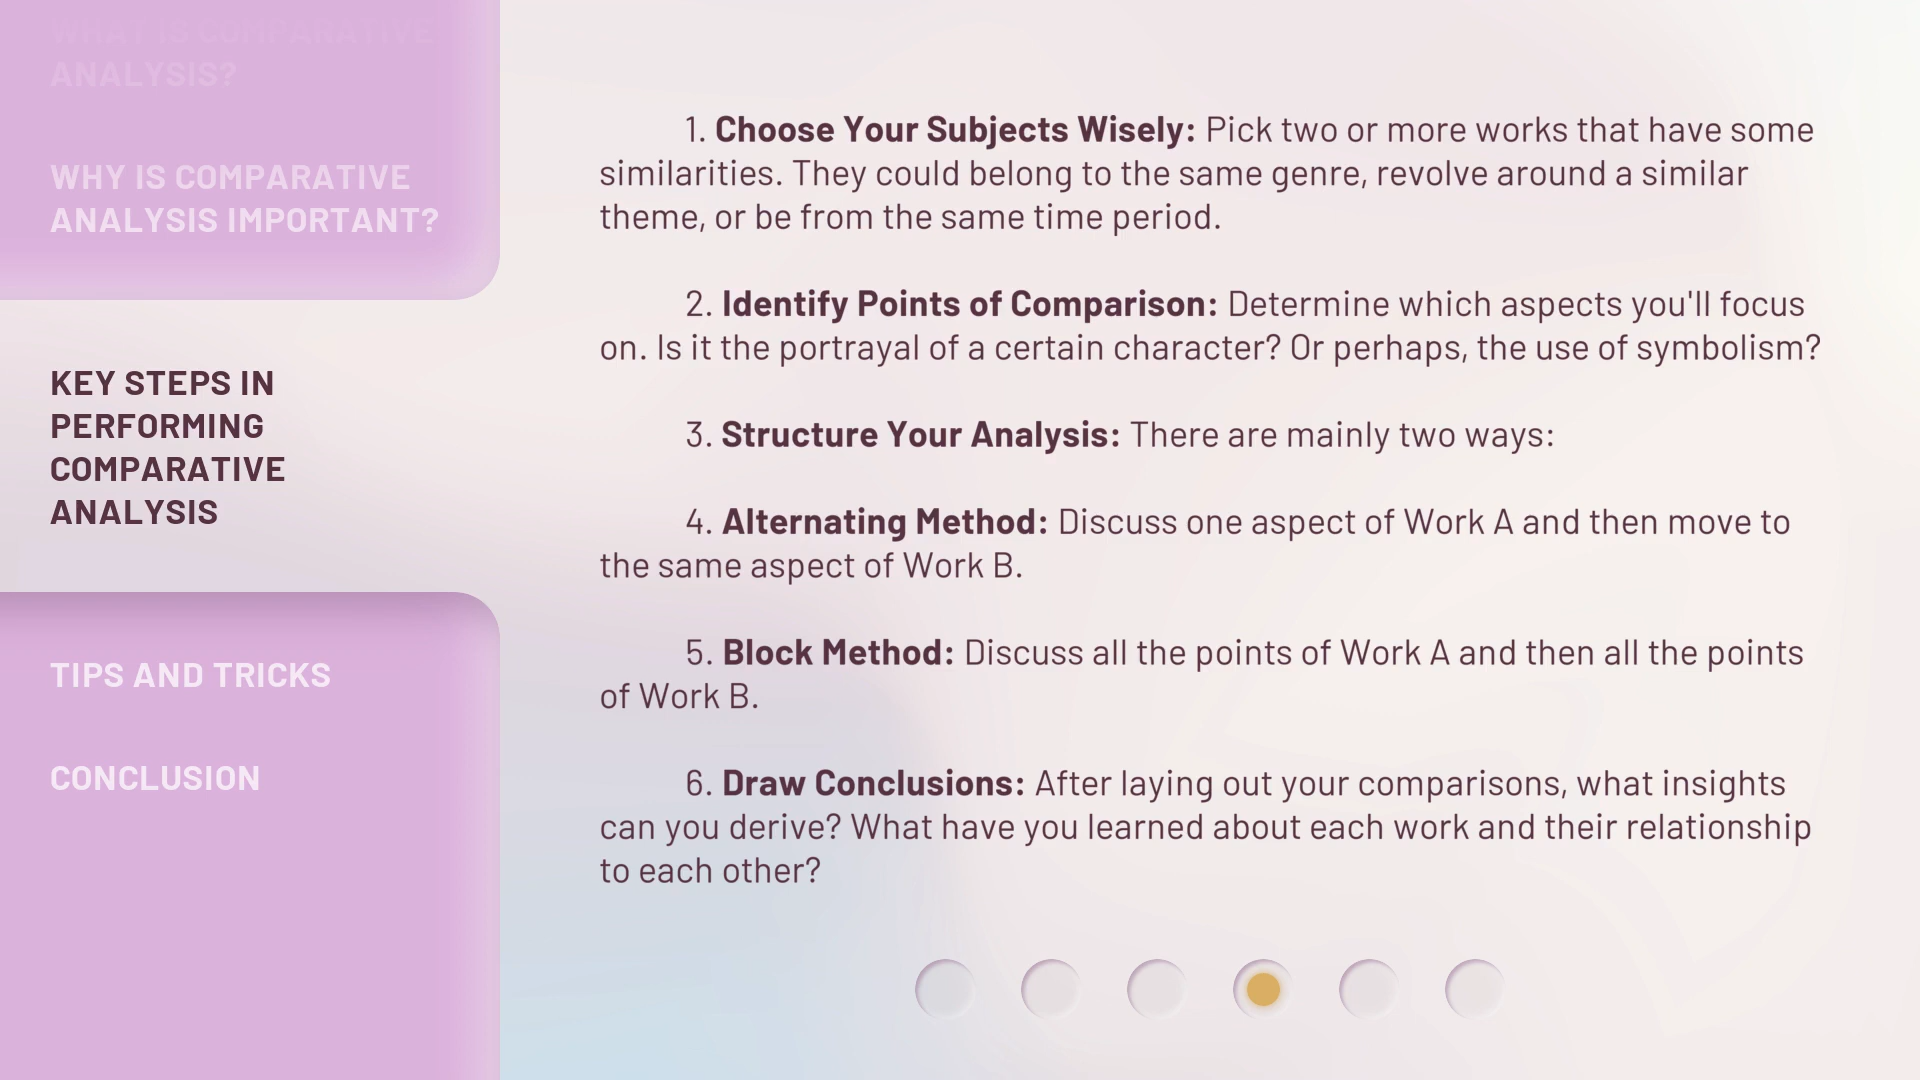 WHAT IS COMPARATIVE
ANALYSIS?
WHY IS COMPARATIVE
ANALYSIS IMPORTANT?
KEY STEPS IN
PERFORMING
COMPARATIVE
ANALYSIS
TIPS AND TRICKS
CONCLUSION
1. Choose Your Subjects Wisely: Pick two or more works that have some
similarities. They could belong to the same genre, revolve around a similar
theme, or be from the same time period.
2. Identify Points of Comparison: Determine which aspects you'll focus
on. Is it the portrayal of a certain character? Or perhaps, the use of symbolism?
3. Structure Your Analysis: There are mainly two ways:
4. Alternating Method: Discuss one aspect of Work A and then move to
the same aspect of Work B.
5. Block Method: Discuss all the points of Work A and then all the points
of Work B.
6. Draw Conclusions: After laying out your comparisons, what insights
can you derive? What have you learned about each work and their relationship
to each other?